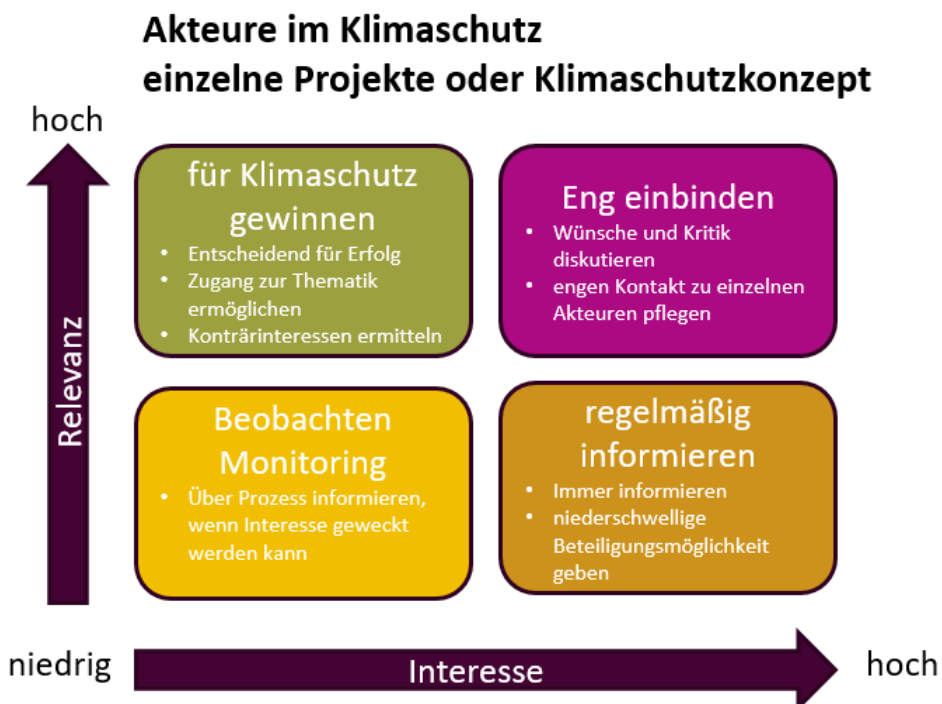 Akteure im Klimaschutz
einzelne Projekte oder Klimaschutzkonzept
hoch
für Klimaschutz
gewinnen
• Entscheidend für Erfolg
• Zugang zur Thematik
ermöglichen
• Konträrinteressen ermitteln
Eng einbinden
• Wünsche und Kritik
diskutieren
• engen Kontakt zu einzelnen
Akteuren pflegen
Relevanz
Beobachten
Monitoring
• Über Prozess informieren,
wenn Interesse geweckt
werden kann
regelmäßig
informieren
• Immer informieren
• niederschwellige
Beteiligungsmöglichkeit
geben
niedrig
Interesse
hoch